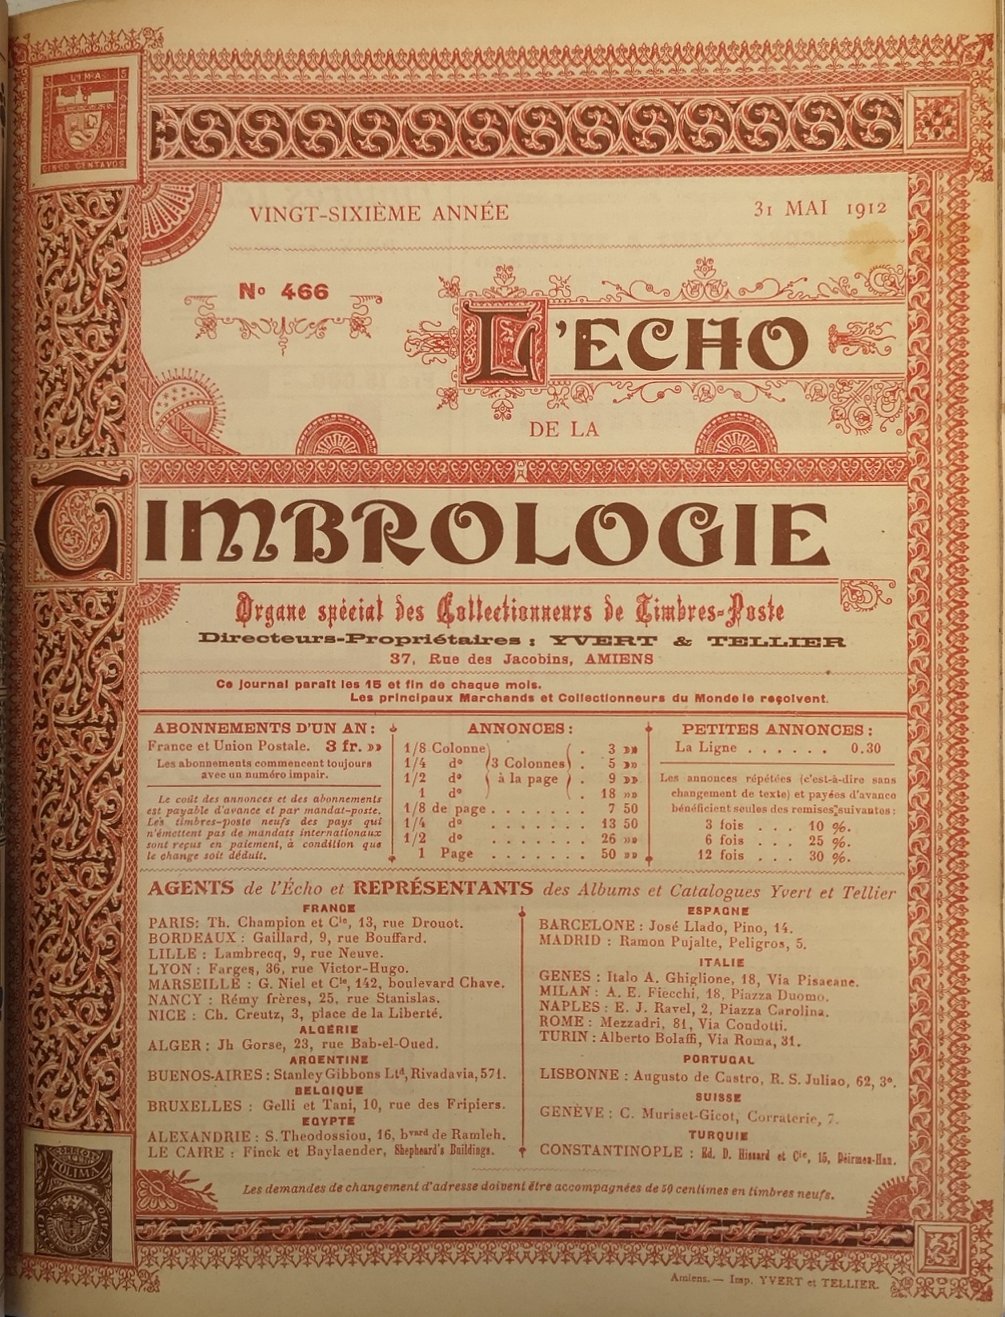 LIMA
VINGT-SIXIÈME ANNÉE
31 MAI 1912
No 466
L'ECHO
DE LA
TIMBROLOGIE
Organe spécial des Collectionneurs de Timbres-Poste
Directeurs-Propriétaires : YVERT & TELLIER
37, Rue des Jacobins, AMIENS
Ce journal paraît les 15 et fin de chaque mois.
Les principaux Marchands et Collectionneurs du Monde le reçoivent.
ABONNEMENTS D'UN AN :
France et Union Postale. 3 fr. »»
Les abonnements commencent toujours
avec un numéro impair.
Le coût des annonces et des abonnements
est payable d'avance et par mandat-poste.
Les timbres-poste neufs des pays qui
n'émettent pas de mandats internationaux
sont reçus en paiement, à condition que
le change soit déduit.
ANNONCES :
1/8 Colonne . 3 »»
1/4 do (3 Colonnes) . 5 »»
1/2 do à la page . 9 »»
1 do . 18 »»
1/8 de page . . . . . . . 7 50
1/4 do . . . . . . . 13 50
1/2 do . . . . . . . 26 »»
1 Page . . . . . . . 50 »»
PETITES ANNONCES :
La Ligne . . . . . . 0.30
Les annonces répétées (c'est-à-dire sans
changement de texte) et payées d'avance
bénéficient seules des remises suivantes :
3 fois . . . 10 %.
6 fois . . . 25 %.
12 fois . . . 30 %.
AGENTS de l'Écho et REPRÉSENTANTS des Albums et Catalogues Yvert et Tellier
FRANCE
PARIS: Th. Champion et Cie, 13, rue Drouot.
BORDEAUX : Gaillard, 9, rue Bouffard.
LILLE : Lambrecq, 9, rue Neuve.
LYON : Farges, 36, rue Victor-Hugo.
MARSEILLE : G. Niel et Cie, 142, boulevard Chave.
NANCY : Rémy frères, 25, rue Stanislas.
NICE : Ch. Creutz, 3, place de la Liberté.
ALGÉRIE
ALGER : Jh Gorse, 23, rue Bab-el-Oued.
ARGENTINE
BUENOS-AIRES : Stanley Gibbons Ltd, Rivadavia, 571.
BELGIQUE
BRUXELLES : Gelli et Tani, 10, rue des Fripiers.
EGYPTE
ALEXANDRIE : S. Theodossiou, 16, bvard de Ramleh.
LE CAIRE : Finck et Baylaender, Shepheard's Buildings.
ESPAGNE
BARCELONE : José Llado, Pino, 14.
MADRID : Ramon Pujalte, Peligros, 5.
ITALIE
GENES : Italo A. Ghiglione, 18, Via Pisacane.
MILAN : A. E. Fiecchi, 18, Piazza Duomo.
NAPLES : E. J. Ravel, 2, Piazza Carolina.
ROME : Mezzadri, 81, Via Condotti.
TURIN : Alberto Bolaffi, Via Roma, 31.
PORTUGAL
LISBONNE : Augusto de Castro, R. S. Juliao, 62, 3o.
SUISSE
GENÈVE : C. Muriset-Gicot, Corraterie, 7.
TURQUIE
CONSTANTINOPLE : Ed. D. Hissard et Cie, 15, Déirmen-Han.
TOLIMA
Les demandes de changement d'adresse doivent être accompagnées de 50 centimes en timbres neufs.
Amiens. — Imp. YVERT et TELLIER.